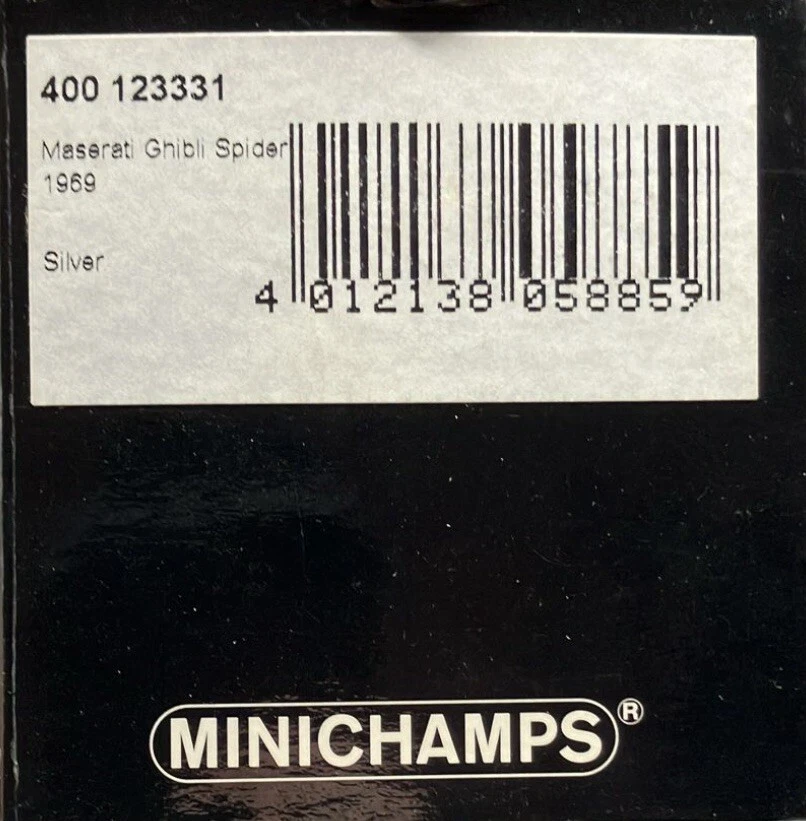 400 123331
Maserati Ghibli Spider
1969
Silver
4 012138 058859
MINICHAMPS®